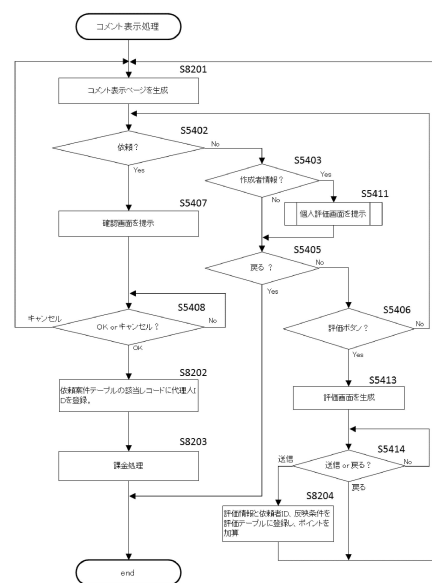 コメント表示処理
S8201
コメント表示ページを生成
S5402
依頼?
No
Yes
S5403
作成者情報?
Yes
No
S5411
個人評価画面を提示
S5407
確認画面を提示
S5405
戻る ?
No
Yes
S5406
評価ボタン?
No
Yes
S5408
キャンセル
OK or キャンセル?
No
OK
S5413
評価画面を生成
S8202
依頼案件テーブルの該当レコードに代理人I
Dを登録。
S5414
送信
送信 or 戻る?
No
戻る
S8203
課金処理
S8204
評価情報と依頼者ID、反映条件を
評価テーブルに登録し、ポイントを
加算
end